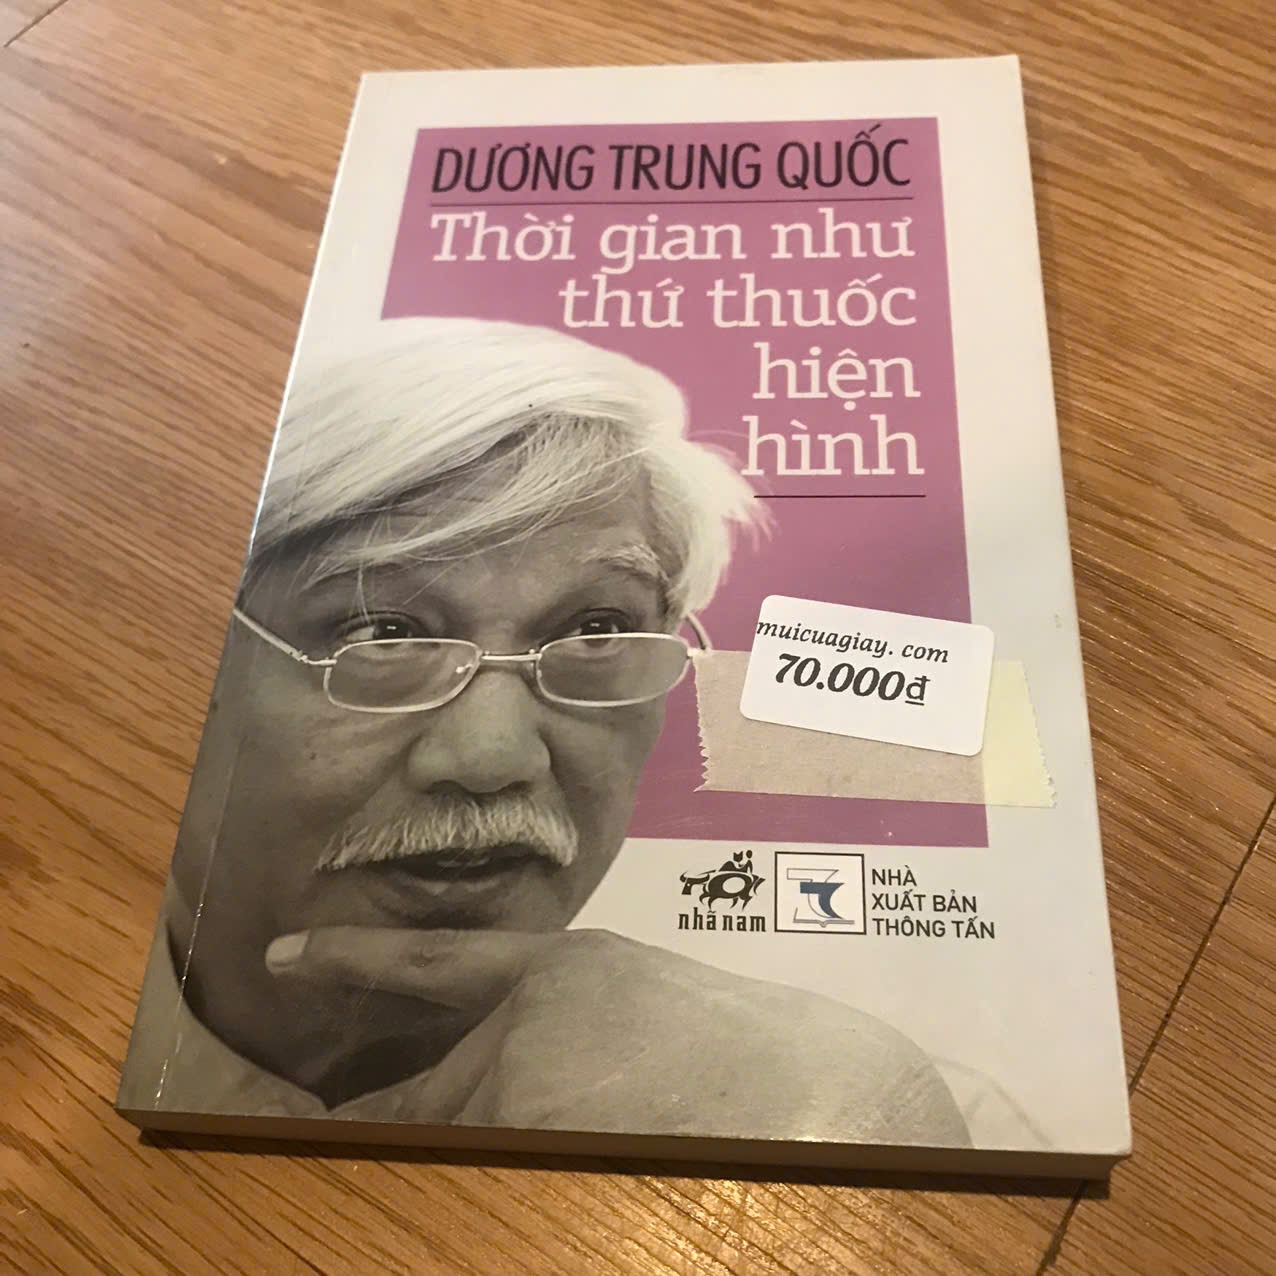 DƯƠNG TRUNG QUỐC
Thời gian như
thứ thuốc
hiện
hình
muicuagiay. com
70.000đ
nhã nam
NHÀ
XUẤT BẢN
THÔNG TẤN